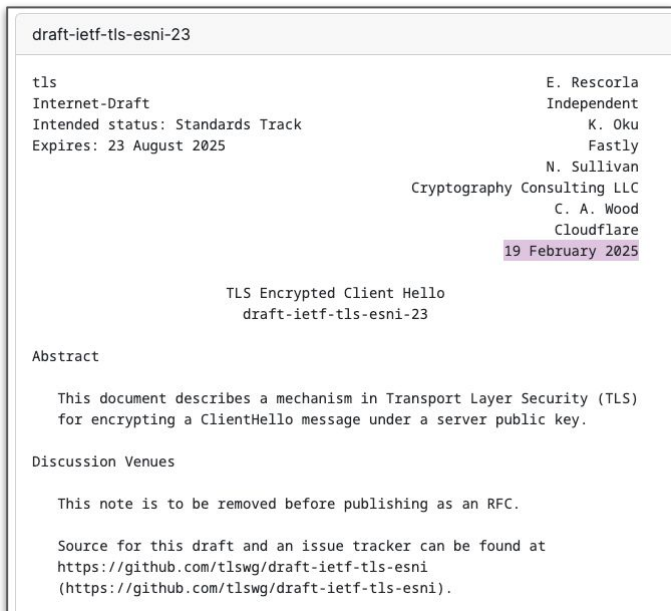 draft-ietf-tls-esni-23
tls E. Rescorla
Internet-Draft Independent
Intended status: Standards Track K. Oku
Expires: 23 August 2025 Fastly
N. Sullivan
Cryptography Consulting LLC
C. A. Wood
Cloudflare
19 February 2025
TLS Encrypted Client Hello
draft-ietf-tls-esni-23
Abstract
This document describes a mechanism in Transport Layer Security (TLS)
for encrypting a ClientHello message under a server public key.
Discussion Venues
This note is to be removed before publishing as an RFC.
Source for this draft and an issue tracker can be found at
https://github.com/tlswg/draft-ietf-tls-esni
(https://github.com/tlswg/draft-ietf-tls-esni).